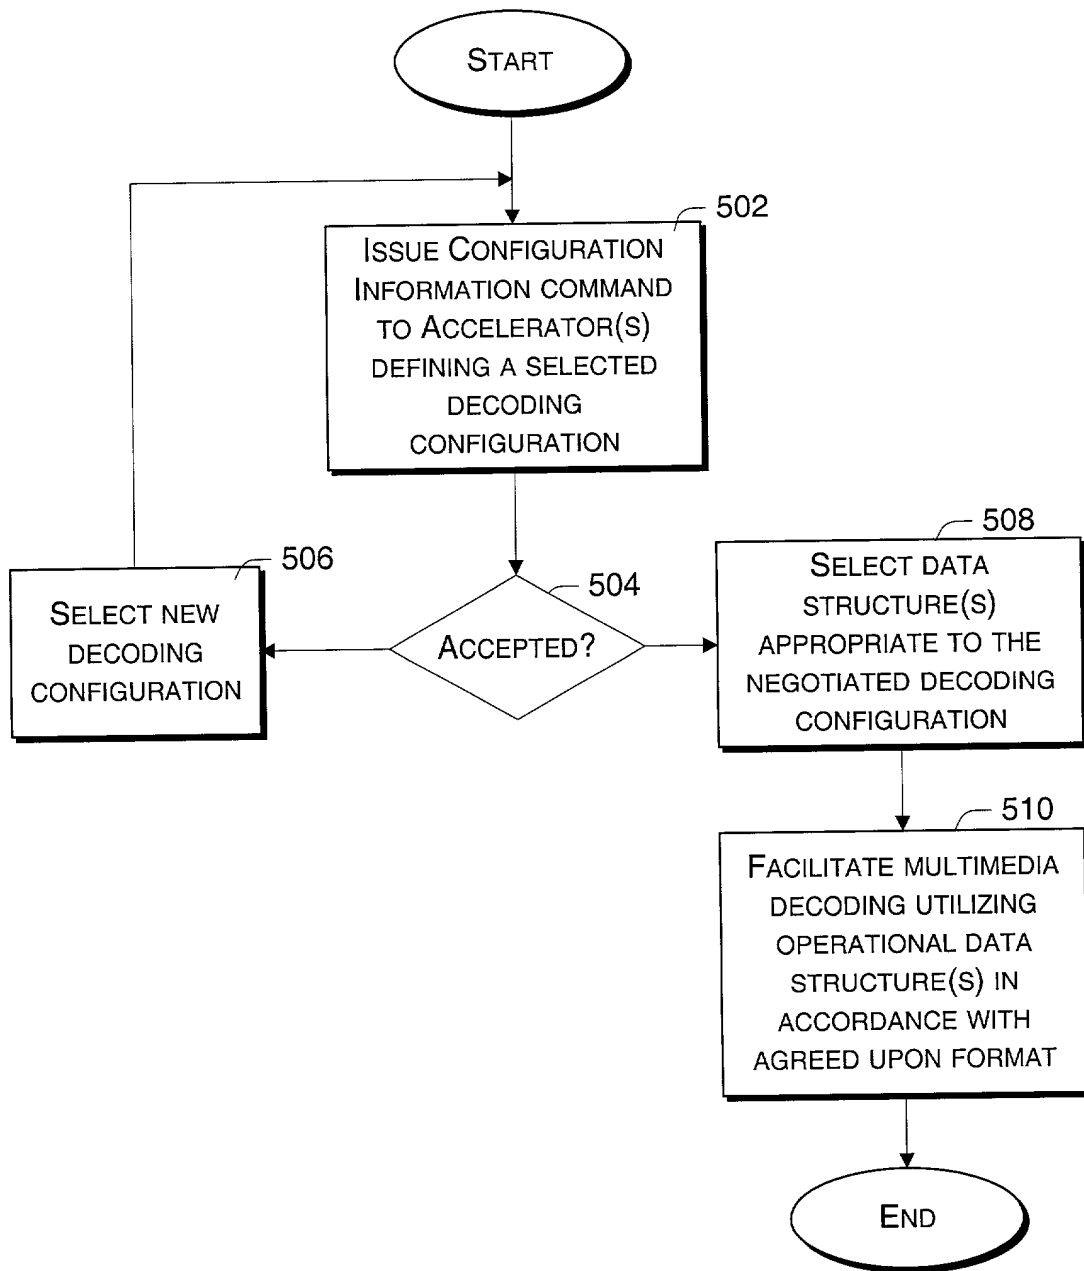 START
502
ISSUE CONFIGURATION
INFORMATION COMMAND
TO ACCELERATOR(S)
DEFINING A SELECTED
DECODING
CONFIGURATION
506
SELECT NEW
DECODING
CONFIGURATION
504
ACCEPTED?
508
SELECT DATA
STRUCTURE(S)
APPROPRIATE TO THE
NEGOTIATED DECODING
CONFIGURATION
510
FACILITATE MULTIMEDIA
DECODING UTILIZING
OPERATIONAL DATA
STRUCTURE(S) IN
ACCORDANCE WITH
AGREED UPON FORMAT
END